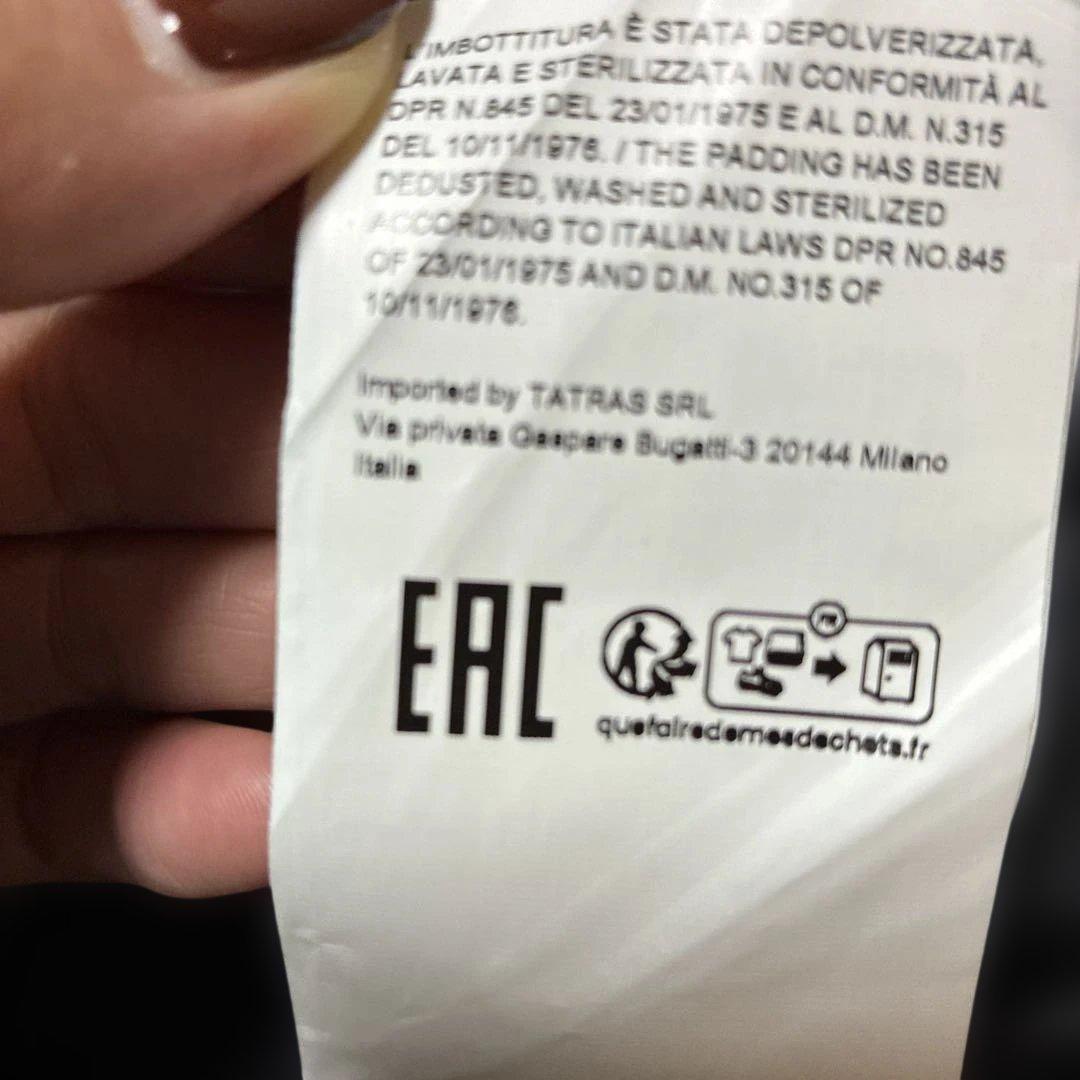 L'IMBOTTITURA È STATA DEPOLVERIZZATA,
LAVATA E STERILIZZATA IN CONFORMITÀ AL
DPR N.845 DEL 23/01/1975 E AL D.M. N.315
DEL 10/11/1976. / THE PADDING HAS BEEN
DEDUSTED, WASHED AND STERILIZED
ACCORDING TO ITALIAN LAWS DPR NO.845
OF 23/01/1975 AND D.M. NO.315 OF
10/11/1976.
Imported by TATRAS SRL
Via privata Gaspare Bugatti-3 20144 Milano
Italia
EAC
FR
quefairedemesdechets.fr